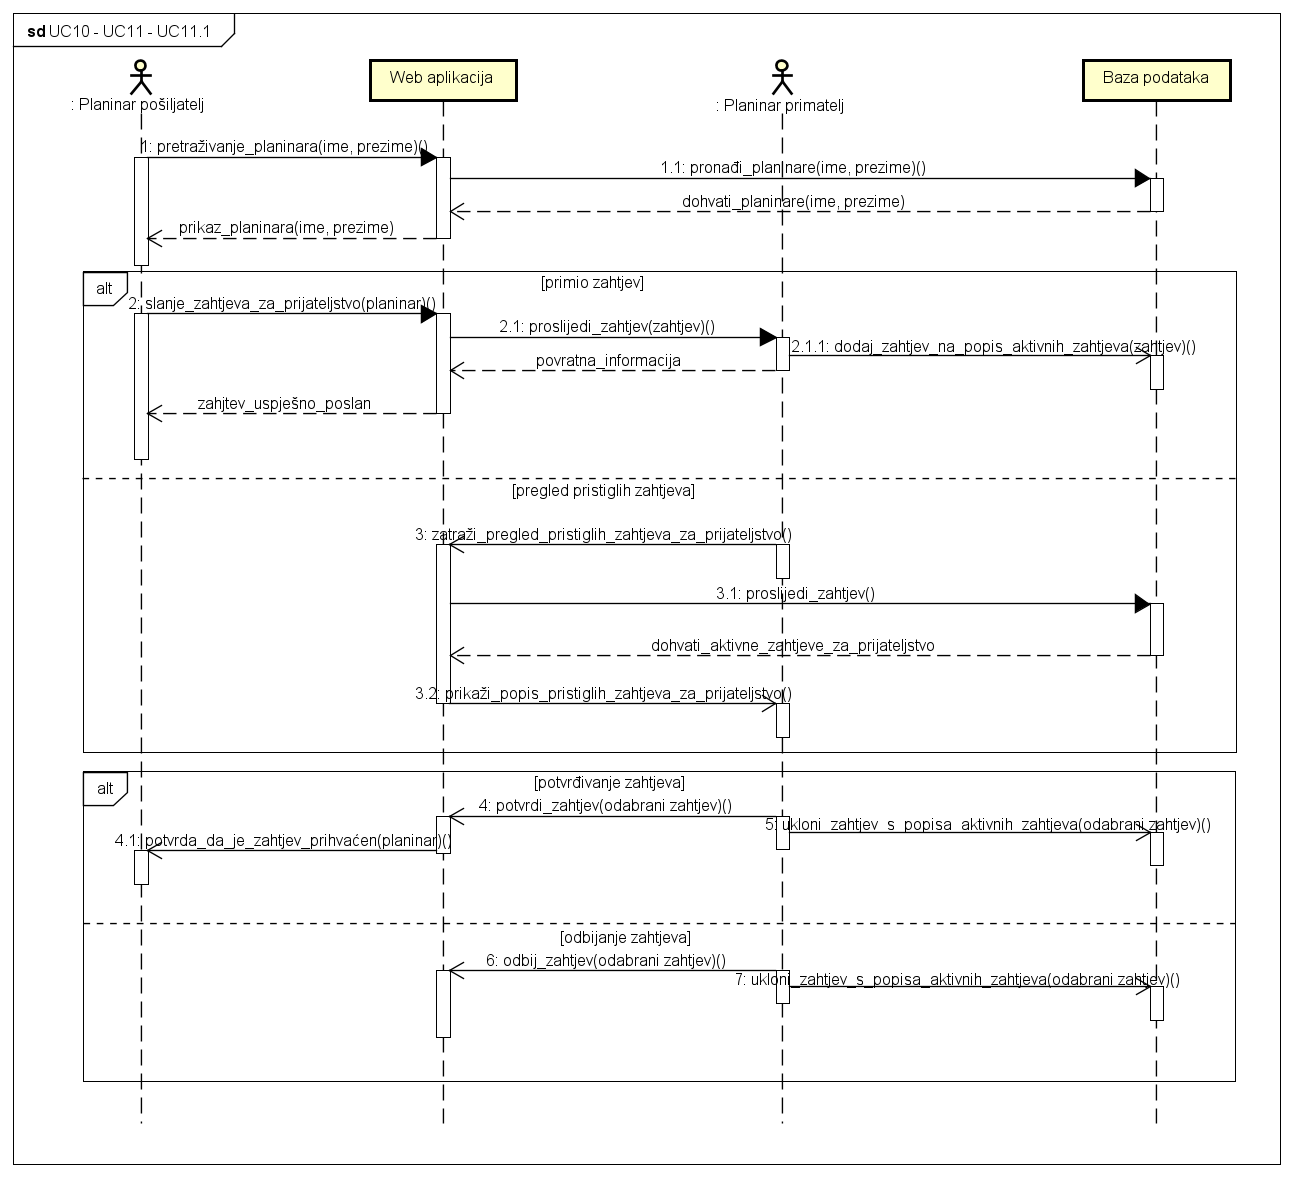 sd UC10 - UC11 - UC11.1
: Planinar pošiljatelj
Web aplikacija
: Planinar primatelj
Baza podataka
1: pretraživanje_planinara(ime, prezime)()
1.1: pronađi_planinare(ime, prezime)()
dohvati_planinare(ime, prezime)
prikaz_planinara(ime, prezime)
alt
[primio zahtjev]
2: slanje_zahtjeva_za_prijateljstvo(planinar)()
2.1: proslijedi_zahtjev(zahtjev)()
2.1.1: dodaj_zahtjev_na_popis_aktivnih_zahtjeva(zahtjev)()
povratna_informacija
zahjtev_uspješno_poslan
[pregled pristiglih zahtjeva]
3: zatraži_pregled_pristiglih_zahtjeva_za_prijateljstvo()
3.1: proslijedi_zahtjev()
dohvati_aktivne_zahtjeve_za_prijateljstvo
3.2: prikaži_popis_pristiglih_zahtjeva_za_prijateljstvo()
alt
[potvrđivanje zahtjeva]
4: potvrdi_zahtjev(odabrani zahtjev)()
5: ukloni_zahtjev_s_popisa_aktivnih_zahtjeva(odabrani zahtjev)()
4.1: potvrda_da_je_zahtjev_prihvaćen(planinar)()
[odbijanje zahtjeva]
6: odbij_zahtjev(odabrani zahtjev)()
7: ukloni_zahtjev_s_popisa_aktivnih_zahtjeva(odabrani zahtjev)()